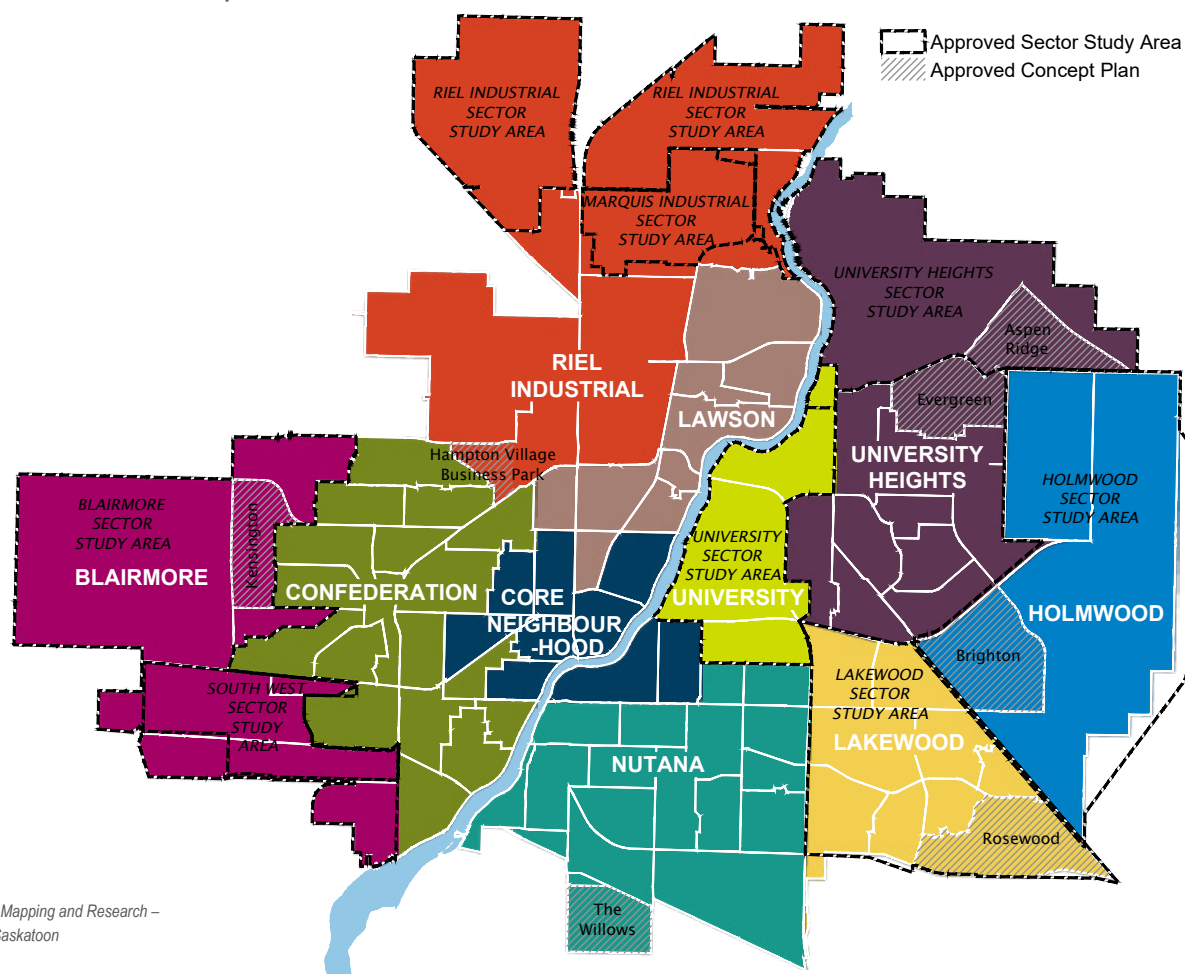 Approved Sector Study Area
Approved Concept Plan
RIEL INDUSTRIAL
SECTOR
STUDY AREA
RIEL INDUSTRIAL
SECTOR
STUDY AREA
MARQUIS INDUSTRIAL
SECTOR
STUDY AREA
UNIVERSITY HEIGHTS
SECTOR
STUDY AREA
Aspen
Ridge
RIEL
INDUSTRIAL
LAWSON
Evergreen
Hampton Village
Business Park
UNIVERSITY
HEIGHTS
HOLMWOOD
SECTOR
STUDY AREA
BLAIRMORE
SECTOR
STUDY AREA
BLAIRMORE
Kensington
CONFEDERATION
CORE
NEIGHBOUR
-HOOD
UNIVERSITY
SECTOR
STUDY AREA
UNIVERSITY
HOLMWOOD
Brighton
SOUTH WEST
SECTOR
STUDY
AREA
LAKEWOOD
SECTOR
STUDY AREA
LAKEWOOD
NUTANA
Rosewood
The
Willows
Mapping and Research –